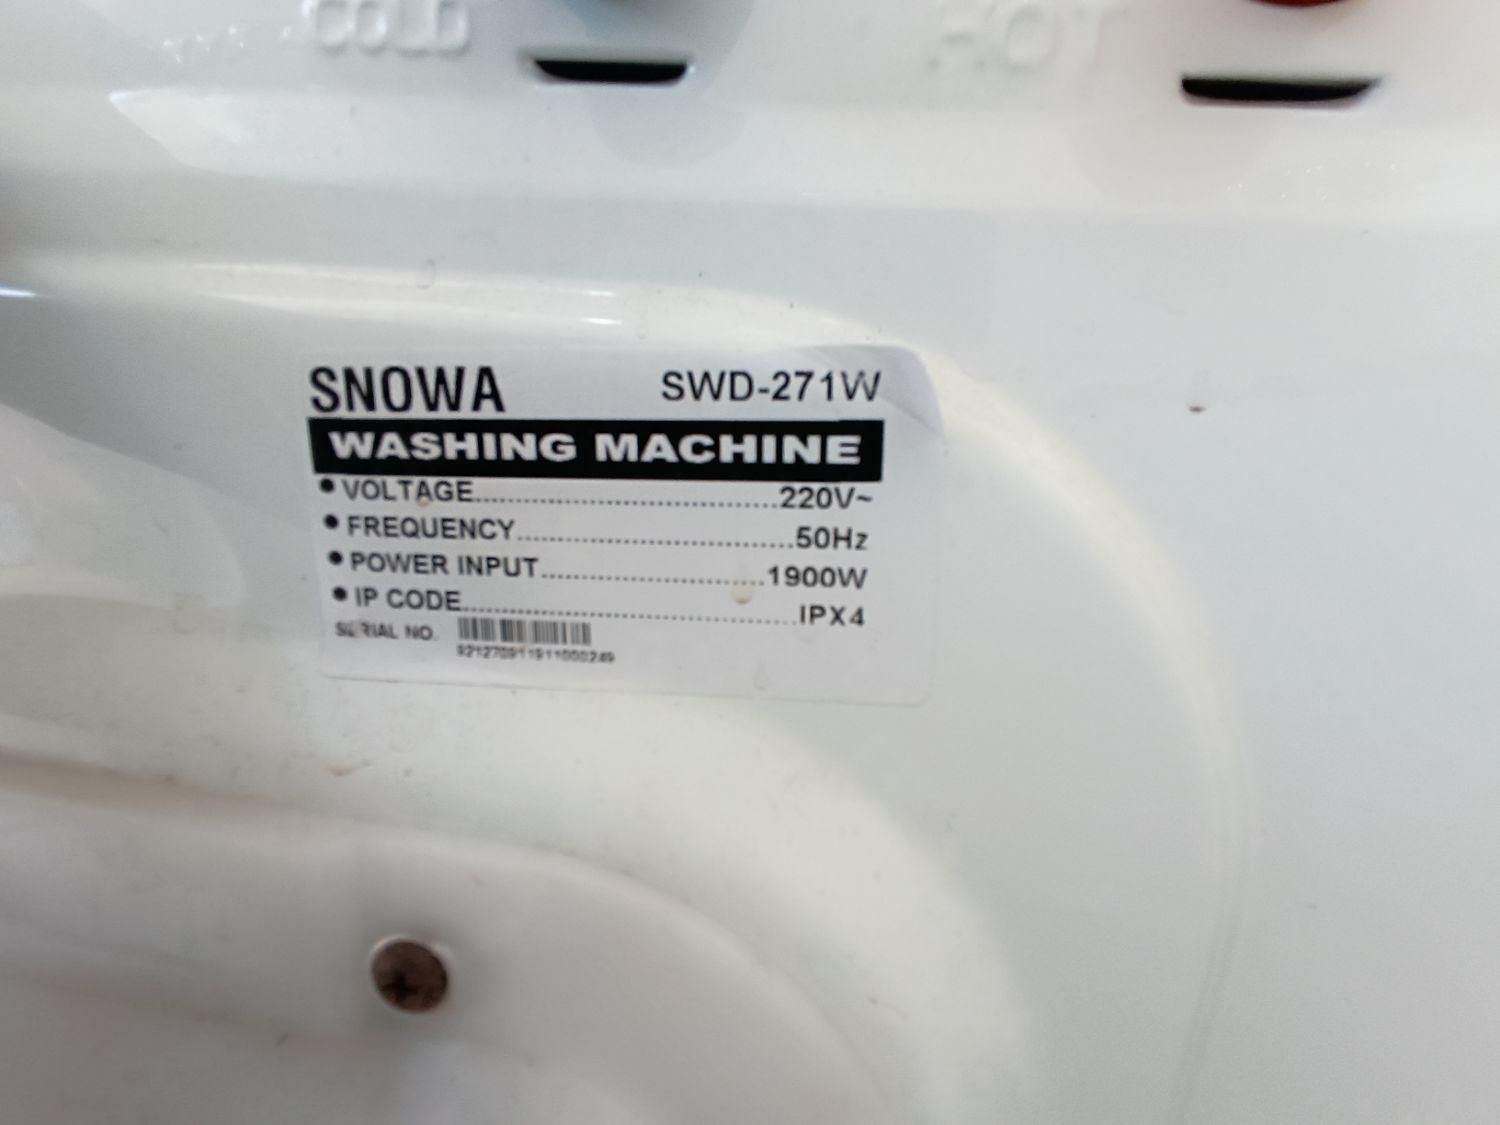 COLD HOT
SNOWA SWD-271W
WASHING MACHINE
• VOLTAGE..............................220V~
• FREQUENCY..............................50Hz
• POWER INPUT........................1900W
• IP CODE..............................IPX4
SERIAL NO.
921270911911000249